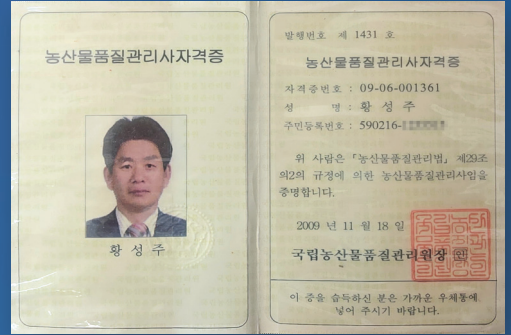 농산물품질관리사자격증
황 성 주
발행번호 제 1431 호
농산물품질관리사자격증
자격증번호 : 09-06-001361
성 명 : 황 성 주
주민등록번호 : 590216-
위 사람은 「농산물품질관리법」 제29조
의2의 규정에 의한 농산물품질관리사임을
증명합니다.
2009 년 11 월 18 일
국립농산물품질관리원장 ㊞
이 증을 습득하신 분은 가까운 우체통에
넣어 주시기 바랍니다.